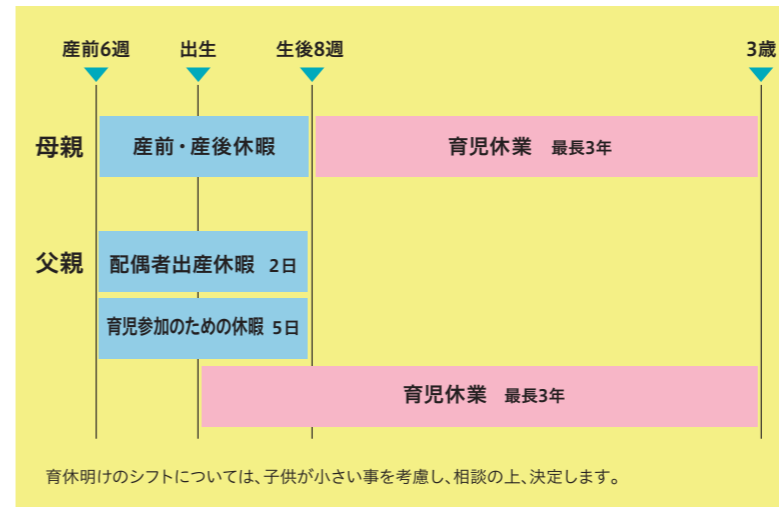 産前6週 出生 生後8週 3歳
母親 産前・産後休暇 育児休業 最長3年
父親 配偶者出産休暇 2日
育児参加のための休暇 5日
育児休業 最長3年
育休明けのシフトについては、子供が小さい事を考慮し、相談の上、決定します。